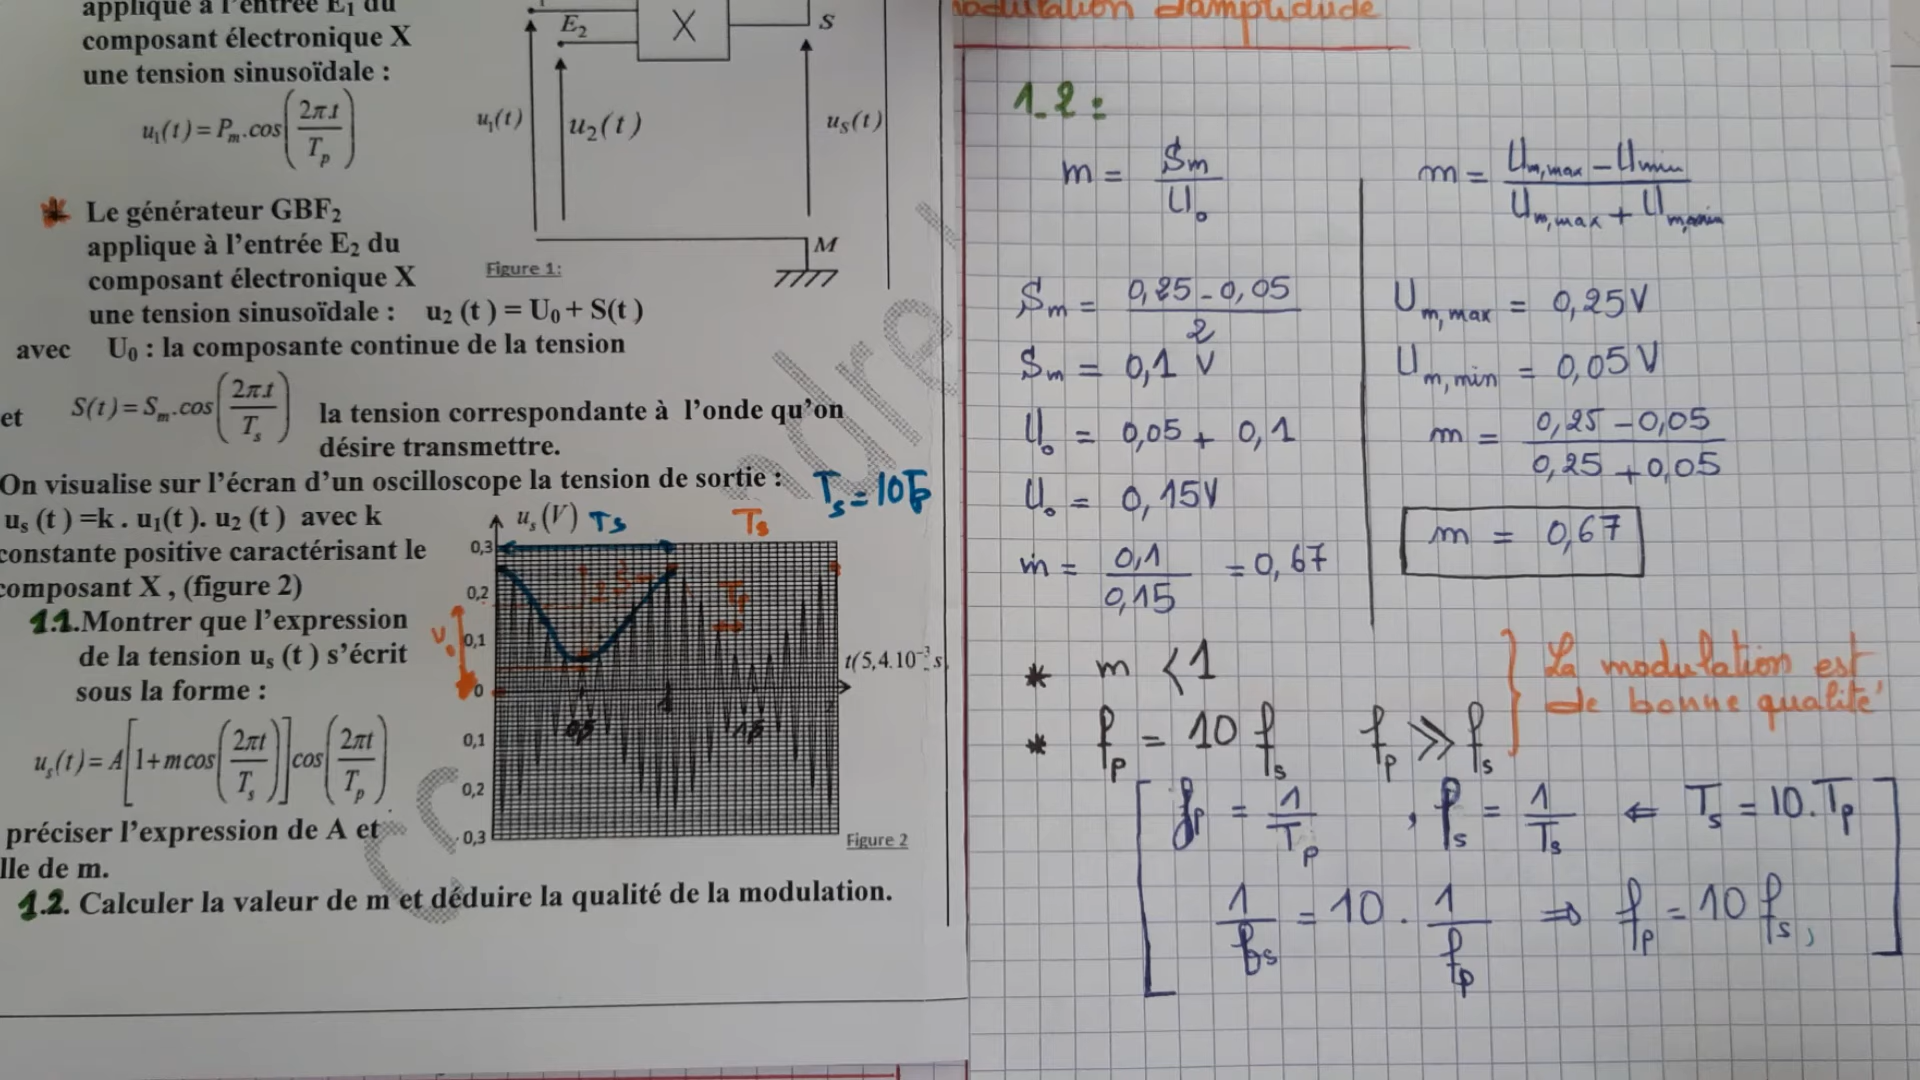 appliqué à l'entrée E₁ du
composant électronique X
une tension sinusoïdale :
u₁(t) = Pₘ.cos(2π.t/Tₚ)
* Le générateur GBF₂
applique à l'entrée E₂ du
composant électronique X
une tension sinusoïdale : u₂ (t) = U₀ + S(t)
avec U₀ : la composante continue de la tension
et S(t) = Sₘ.cos(2π.t/Tₛ) la tension correspondante à l'onde qu'on
désire transmettre.
On visualise sur l'écran d'un oscilloscope la tension de sortie :
uₛ (t) =k . u₁(t). u₂ (t) avec k
constante positive caractérisant le
composant X , (figure 2)
1.1.Montrer que l'expression
de la tension uₛ (t) s'écrit
sous la forme :
uₛ(t) = A[1+mcos(2πt/Tₛ)]cos(2πt/Tₚ)
préciser l'expression de A et
lle de m.
1.2. Calculer la valeur de m et déduire la qualité de la modulation.
E₂
X
S
u₁(t)
u₂(t)
uₛ(t)
M
Figure 1:
Tₛ = 10Tₚ
uₛ(V)
Ts
Ts
0,3
0,2
0,1
0
0,1
0,2
0,3
t(5,4.10⁻³ s
Figure 2
modulation d'amplidude
1_2 :
m = Sₘ/U₀
Sₘ = (0,25 - 0,05)/2
Sₘ = 0,1 V
U₀ = 0,05 + 0,1
U₀ = 0,15V
m = 0,1/0,15 = 0,67
m = (Uₘ,ₘₐₓ - Uₘᵢₙ)/(Uₘ,ₘₐₓ + Uₘ,ₘᵢₙ)
Uₘ,ₘₐₓ = 0,25V
Uₘ,ₘᵢₙ = 0,05 V
m = (0,25 - 0,05)/(0,25 + 0,05)
m = 0,67
* m < 1
* fₚ = 10 fₛ fₚ ≫ fₛ
La modulation est
de bonne qualité
fₚ = 1/Tₚ , fₛ = 1/Tₛ ⇐ Tₛ = 10.Tₚ
1/fₛ = 10 . 1/fₚ ⇒ fₚ = 10 fₛ,